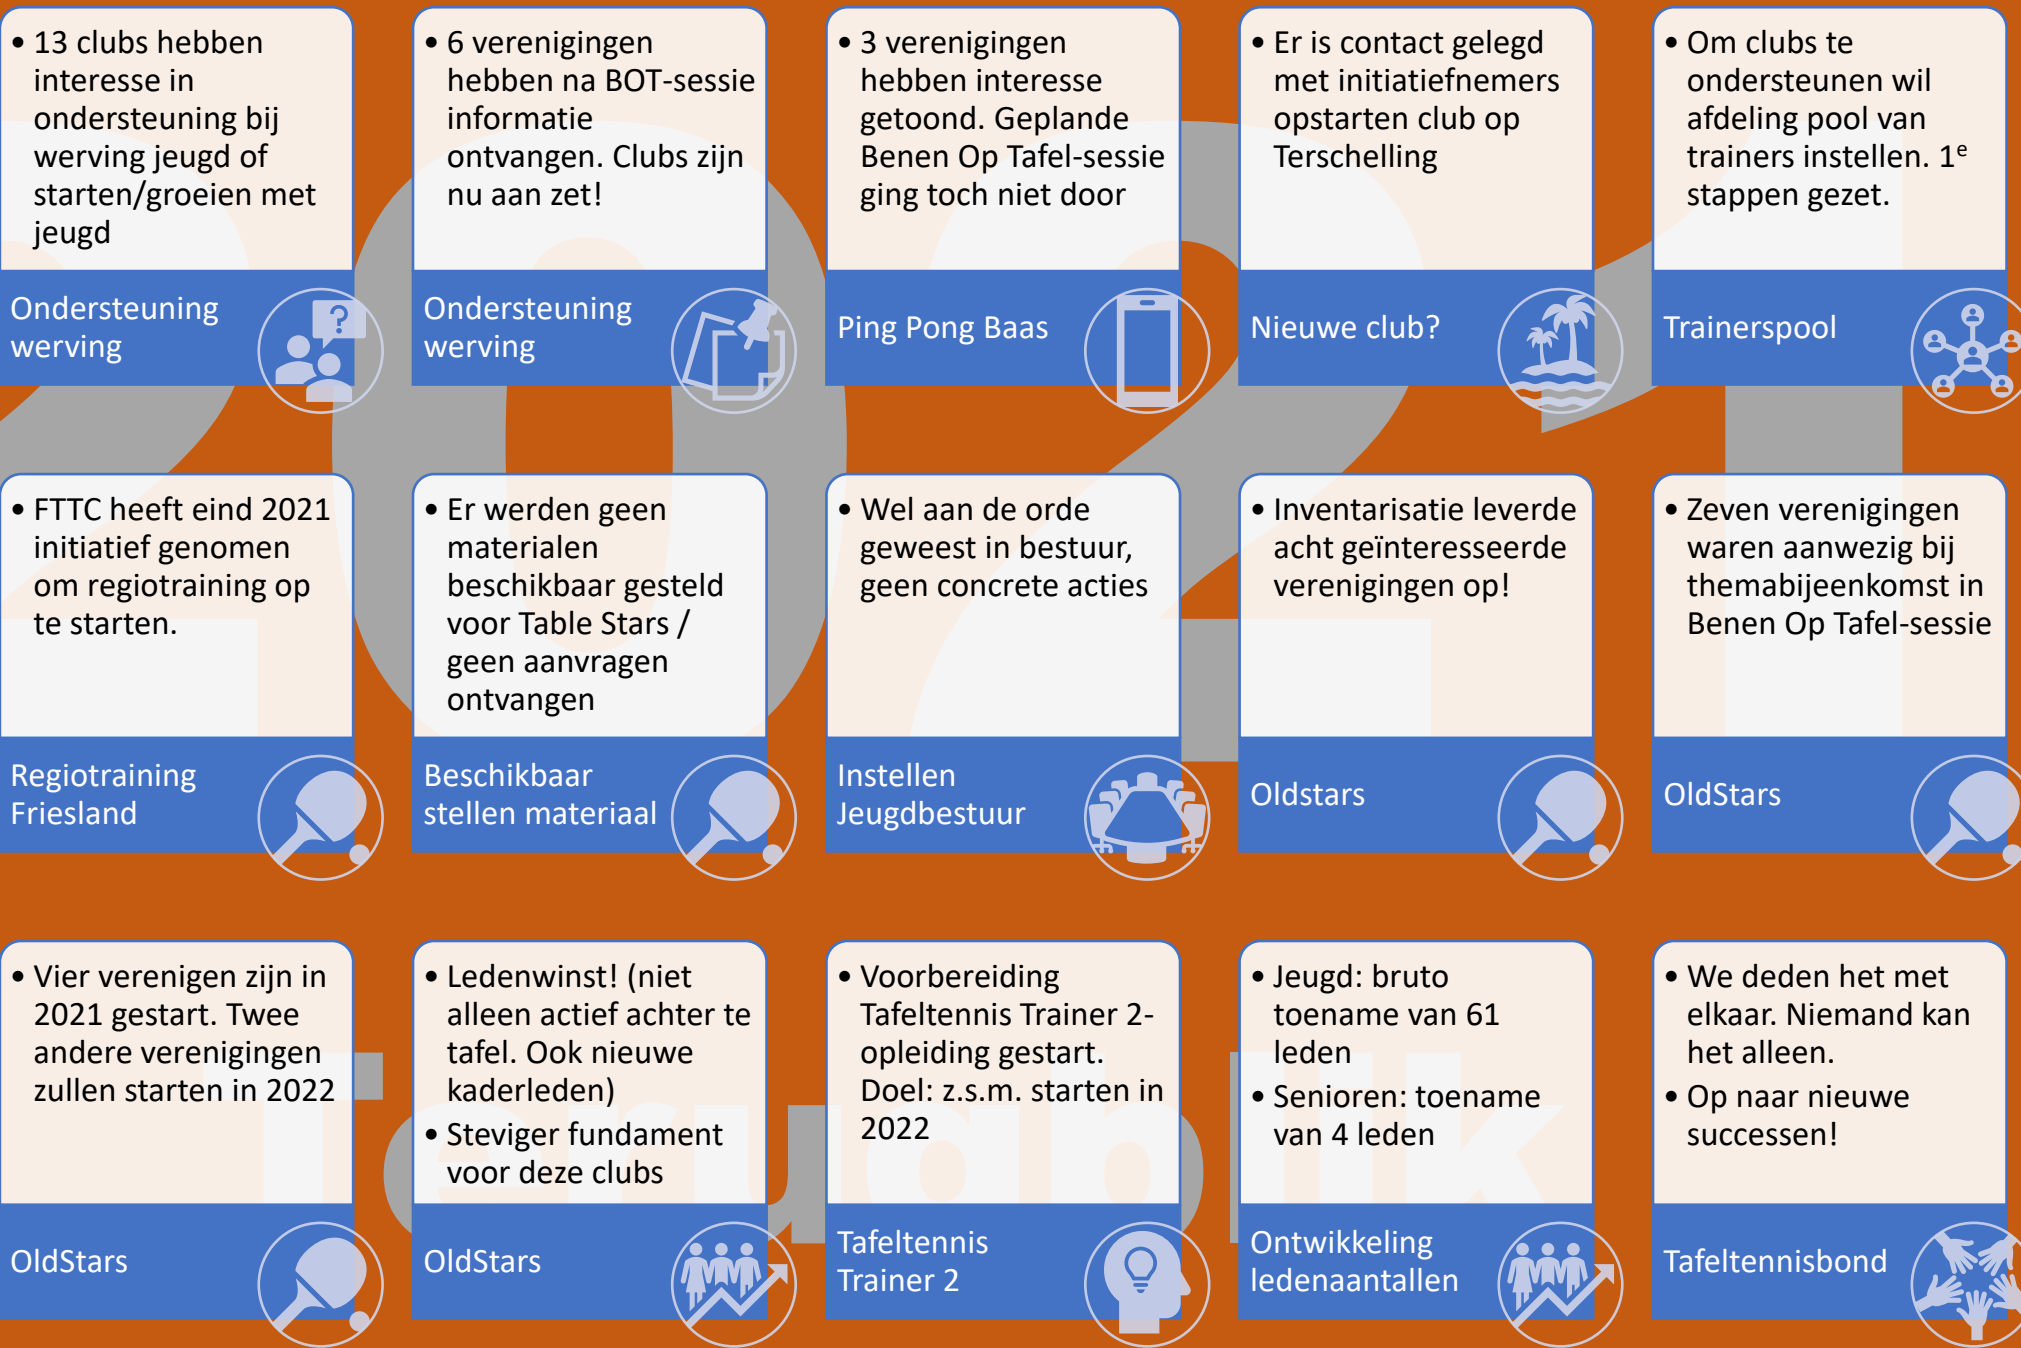 • 13 clubs hebben
interesse in
ondersteuning bij
werving jeugd of
starten/groeien met
jeugd
Ondersteuning
werving
?
• 6 verenigingen
hebben na BOT-sessie
informatie
ontvangen. Clubs zijn
nu aan zet!
Ondersteuning
werving
• 3 verenigingen
hebben interesse
getoond. Geplande
Benen Op Tafel-sessie
ging toch niet door
Ping Pong Baas
• Er is contact gelegd
met initiatiefnemers
opstarten club op
Terschelling
Nieuwe club?
• Om clubs te
ondersteunen wil
afdeling pool van
trainers instellen. 1e
stappen gezet.
Trainerspool
• FTTC heeft eind 2021
initiatief genomen
om regiotraining op
te starten.
Regiotraining
Friesland
• Er werden geen
materialen
beschikbaar gesteld
voor Table Stars /
geen aanvragen
ontvangen
Beschikbaar
stellen materiaal
• Wel aan de orde
geweest in bestuur,
geen concrete acties
Instellen
Jeugdbestuur
• Inventarisatie leverde
acht geïnteresseerde
verenigingen op!
Oldstars
• Zeven verenigingen
waren aanwezig bij
themabijeenkomst in
Benen Op Tafel-sessie
OldStars
• Vier verenigen zijn in
2021 gestart. Twee
andere verenigingen
zullen starten in 2022
OldStars
• Ledenwinst! (niet
alleen actief achter te
tafel. Ook nieuwe
kaderleden)
• Steviger fundament
voor deze clubs
OldStars
• Voorbereiding
Tafeltennis Trainer 2-
opleiding gestart.
Doel: z.s.m. starten in
2022
Tafeltennis
Trainer 2
• Jeugd: bruto
toename van 61
leden
• Senioren: toename
van 4 leden
Ontwikkeling
ledenaantallen
• We deden het met
elkaar. Niemand kan
het alleen.
• Op naar nieuwe
successen!
Tafeltennisbond
2021
Terugblik